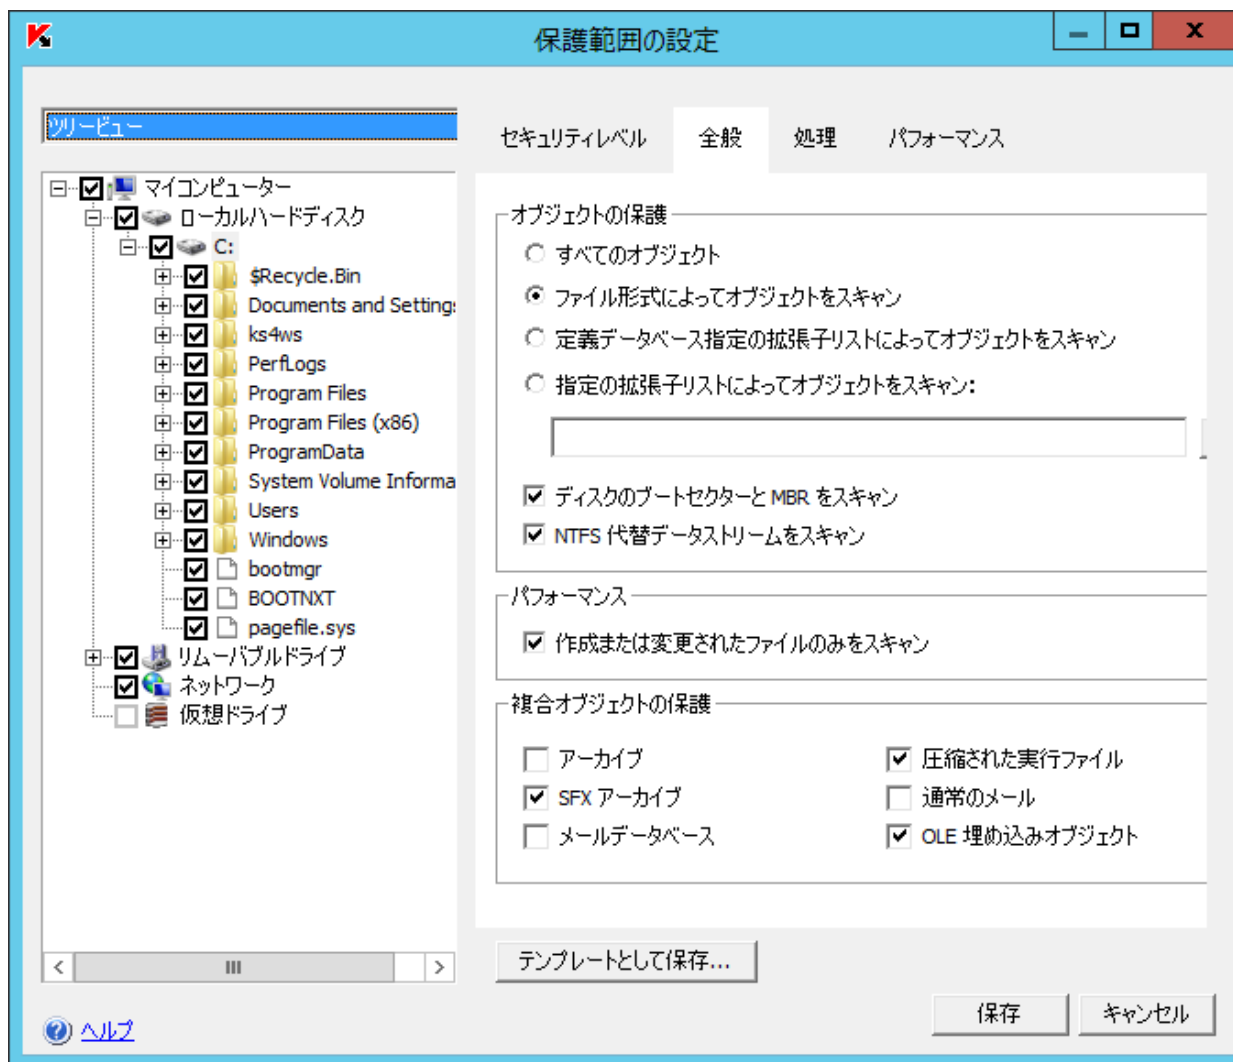 保護範囲の設定
ツリービュー
マイコンピューター
ローカルハードディスク
C:
$Recycle.Bin
Documents and Settings
ks4ws
PerfLogs
Program Files
Program Files (x86)
ProgramData
System Volume Informa
Users
Windows
bootmgr
BOOTNXT
pagefile.sys
リムーバブルドライブ
ネットワーク
仮想ドライブ
セキュリティレベル 全般 処理 パフォーマンス
オブジェクトの保護
すべてのオブジェクト
ファイル形式によってオブジェクトをスキャン
定義データベース指定の拡張子リストによってオブジェクトをスキャン
指定の拡張子リストによってオブジェクトをスキャン:
ディスクのブートセクターと MBR をスキャン
NTFS 代替データストリームをスキャン
パフォーマンス
作成または変更されたファイルのみをスキャン
複合オブジェクトの保護
アーカイブ 圧縮された実行ファイル
SFX アーカイブ 通常のメール
メールデータベース OLE 埋め込みオブジェクト
テンプレートとして保存...
ヘルプ
保存 キャンセル